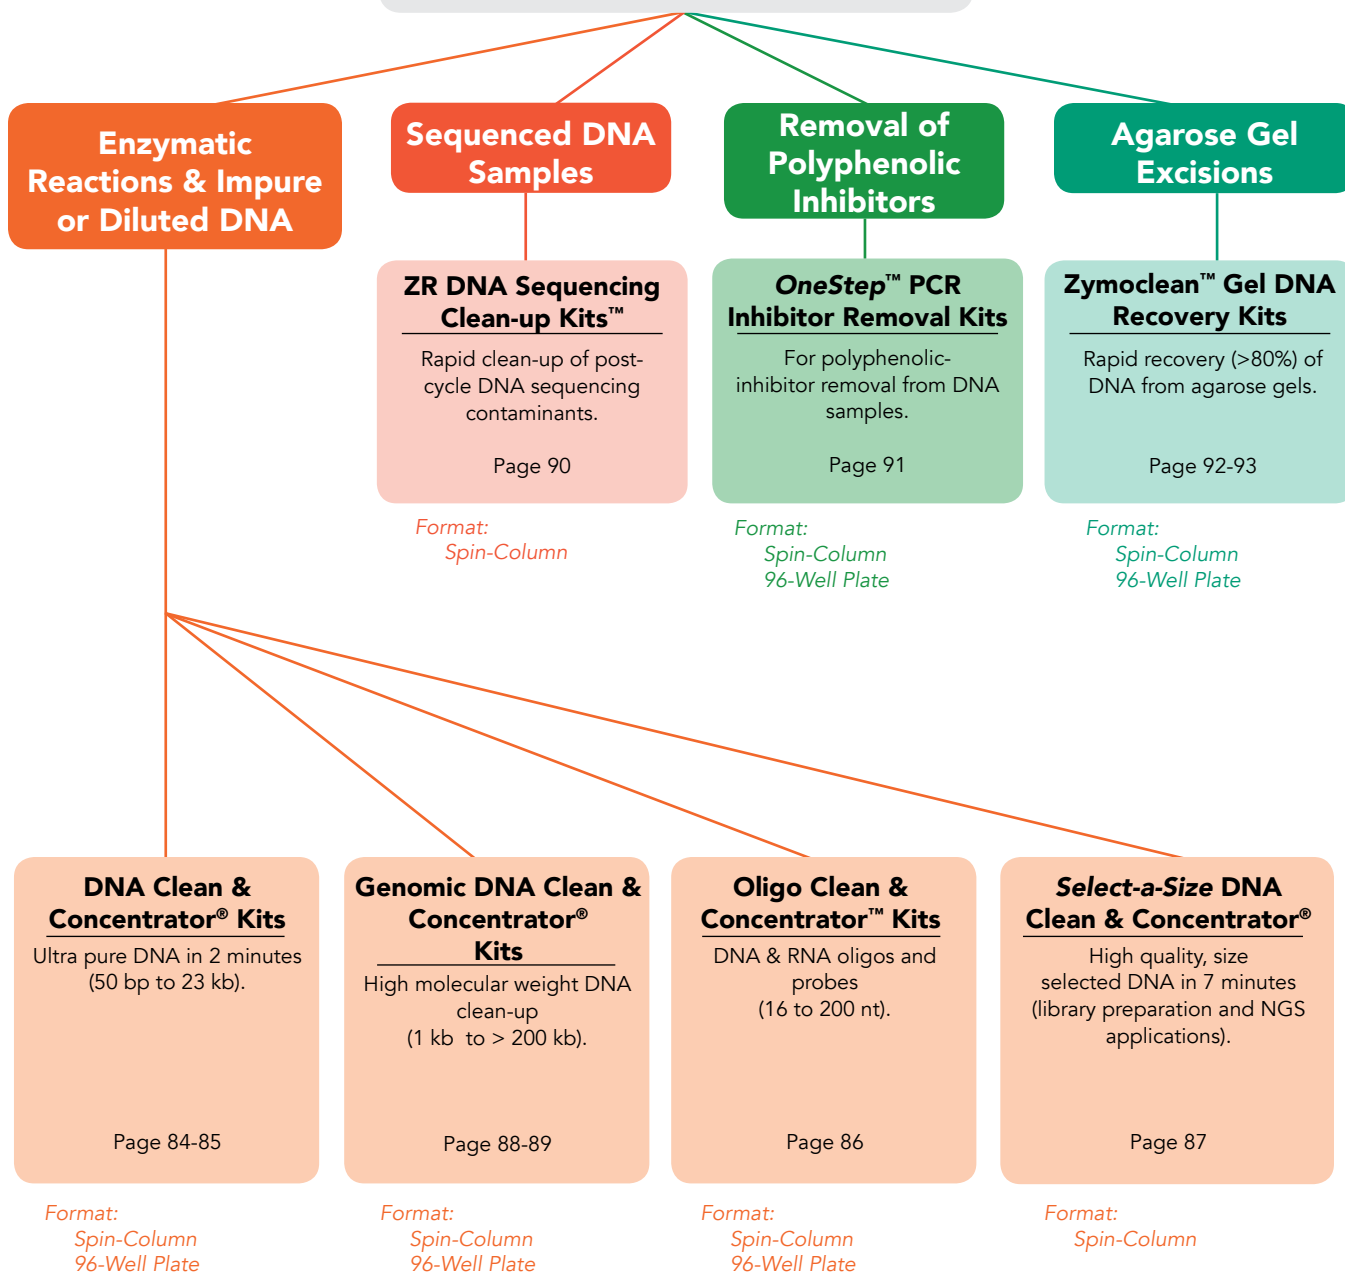 Enzymatic
Reactions & Impure
or Diluted DNA
Sequenced DNA
Samples
Removal of
Polyphenolic
Inhibitors
Agarose Gel
Excisions
ZR DNA Sequencing
Clean-up Kits™
Rapid clean-up of post-
cycle DNA sequencing
contaminants.
Page 90
Format:
Spin-Column
OneStep™ PCR
Inhibitor Removal Kits
For polyphenolic-
inhibitor removal from DNA
samples.
Page 91
Format:
Spin-Column
96-Well Plate
Zymoclean™ Gel DNA
Recovery Kits
Rapid recovery (>80%) of
DNA from agarose gels.
Page 92-93
Format:
Spin-Column
96-Well Plate
DNA Clean &
Concentrator® Kits
Ultra pure DNA in 2 minutes
(50 bp to 23 kb).
Page 84-85
Format:
Spin-Column
96-Well Plate
Genomic DNA Clean &
Concentrator®
Kits
High molecular weight DNA
clean-up
(1 kb  to > 200 kb).
Page 88-89
Format:
Spin-Column
96-Well Plate
Oligo Clean &
Concentrator™ Kits
DNA & RNA oligos and
probes
(16 to 200 nt).
Page 86
Format:
Spin-Column
96-Well Plate
Select-a-Size DNA
Clean & Concentrator®
High quality, size
selected DNA in 7 minutes
(library preparation and NGS
applications).
Page 87
Format:
Spin-Column